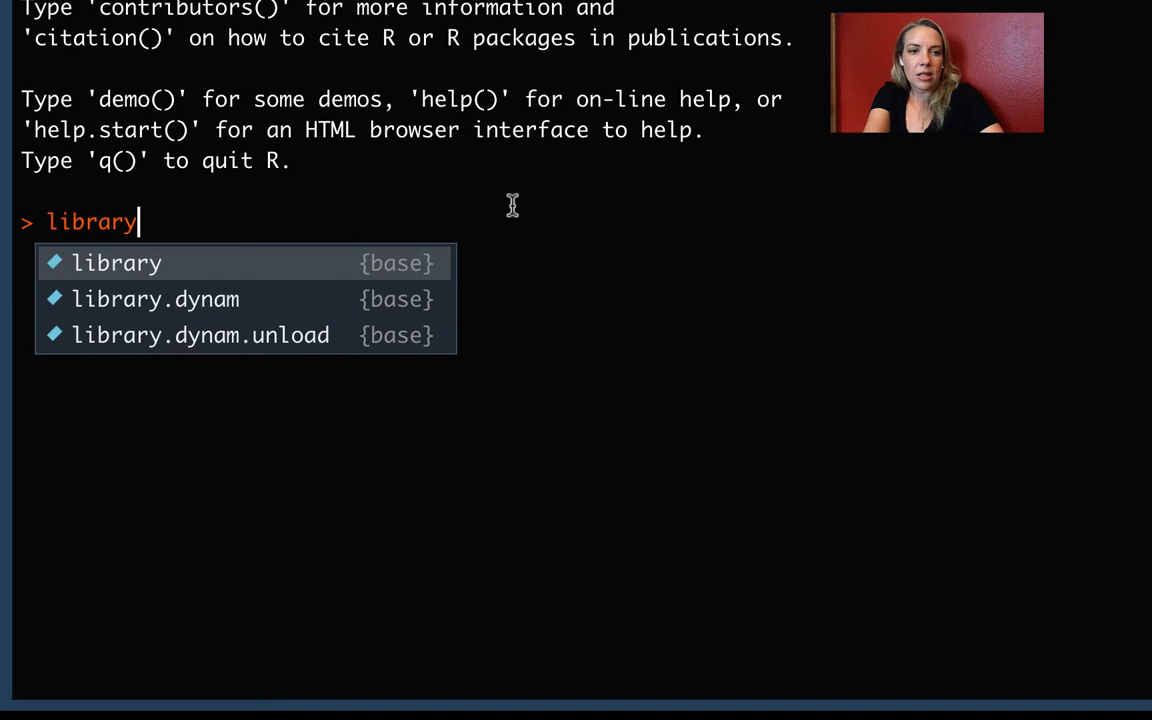 Type 'contributors()' for more information and
'citation()' on how to cite R or R packages in publications.
Type 'demo()' for some demos, 'help()' for on-line help, or
'help.start()' for an HTML browser interface to help.
Type 'q()' to quit R.
> library
library {base}
library.dynam {base}
library.dynam.unload {base}